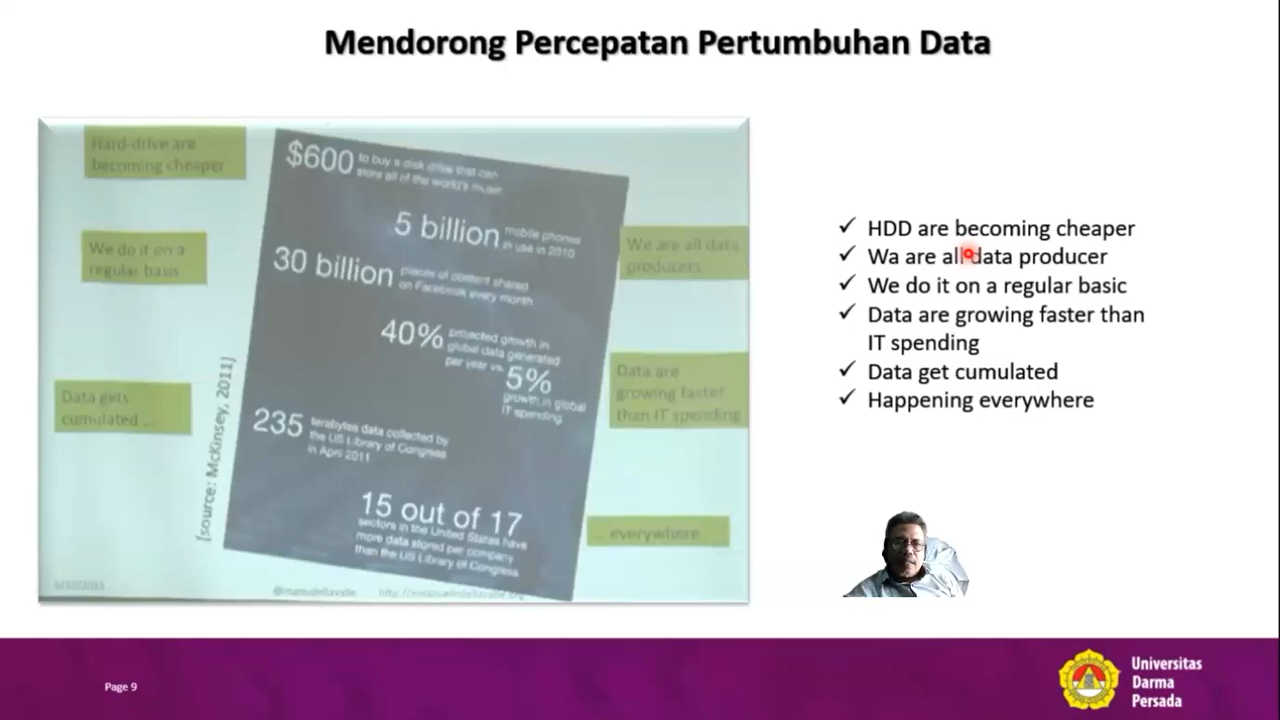 Mendorong Percepatan Pertumbuhan Data
Hard-drive are
becoming cheaper
$600 to buy a disk drive that can
store all of the world's music
5 billion mobile phones
in use in 2010
We do it on a
regular basis
We are all data
producers
30 billion pieces of content shared
on Facebook every month
40% projected growth in
global data generated
per year vs.
5%
growth in global
IT spending
Data are
growing faster
than IT spending
Data gets
cumulated ...
235 terabytes data collected by
the US Library of Congress
in April 2011
[source: McKinsey, 2011]
15 out of 17
sectors in the United States have
more data stored per company
than the US Library of Congress
... everywhere
@manudellavalle
HDD are becoming cheaper
Wa are all data producer
We do it on a regular basic
Data are growing faster than
IT spending
Data get cumulated
Happening everywhere
Page 9
Universitas
Darma
Persada